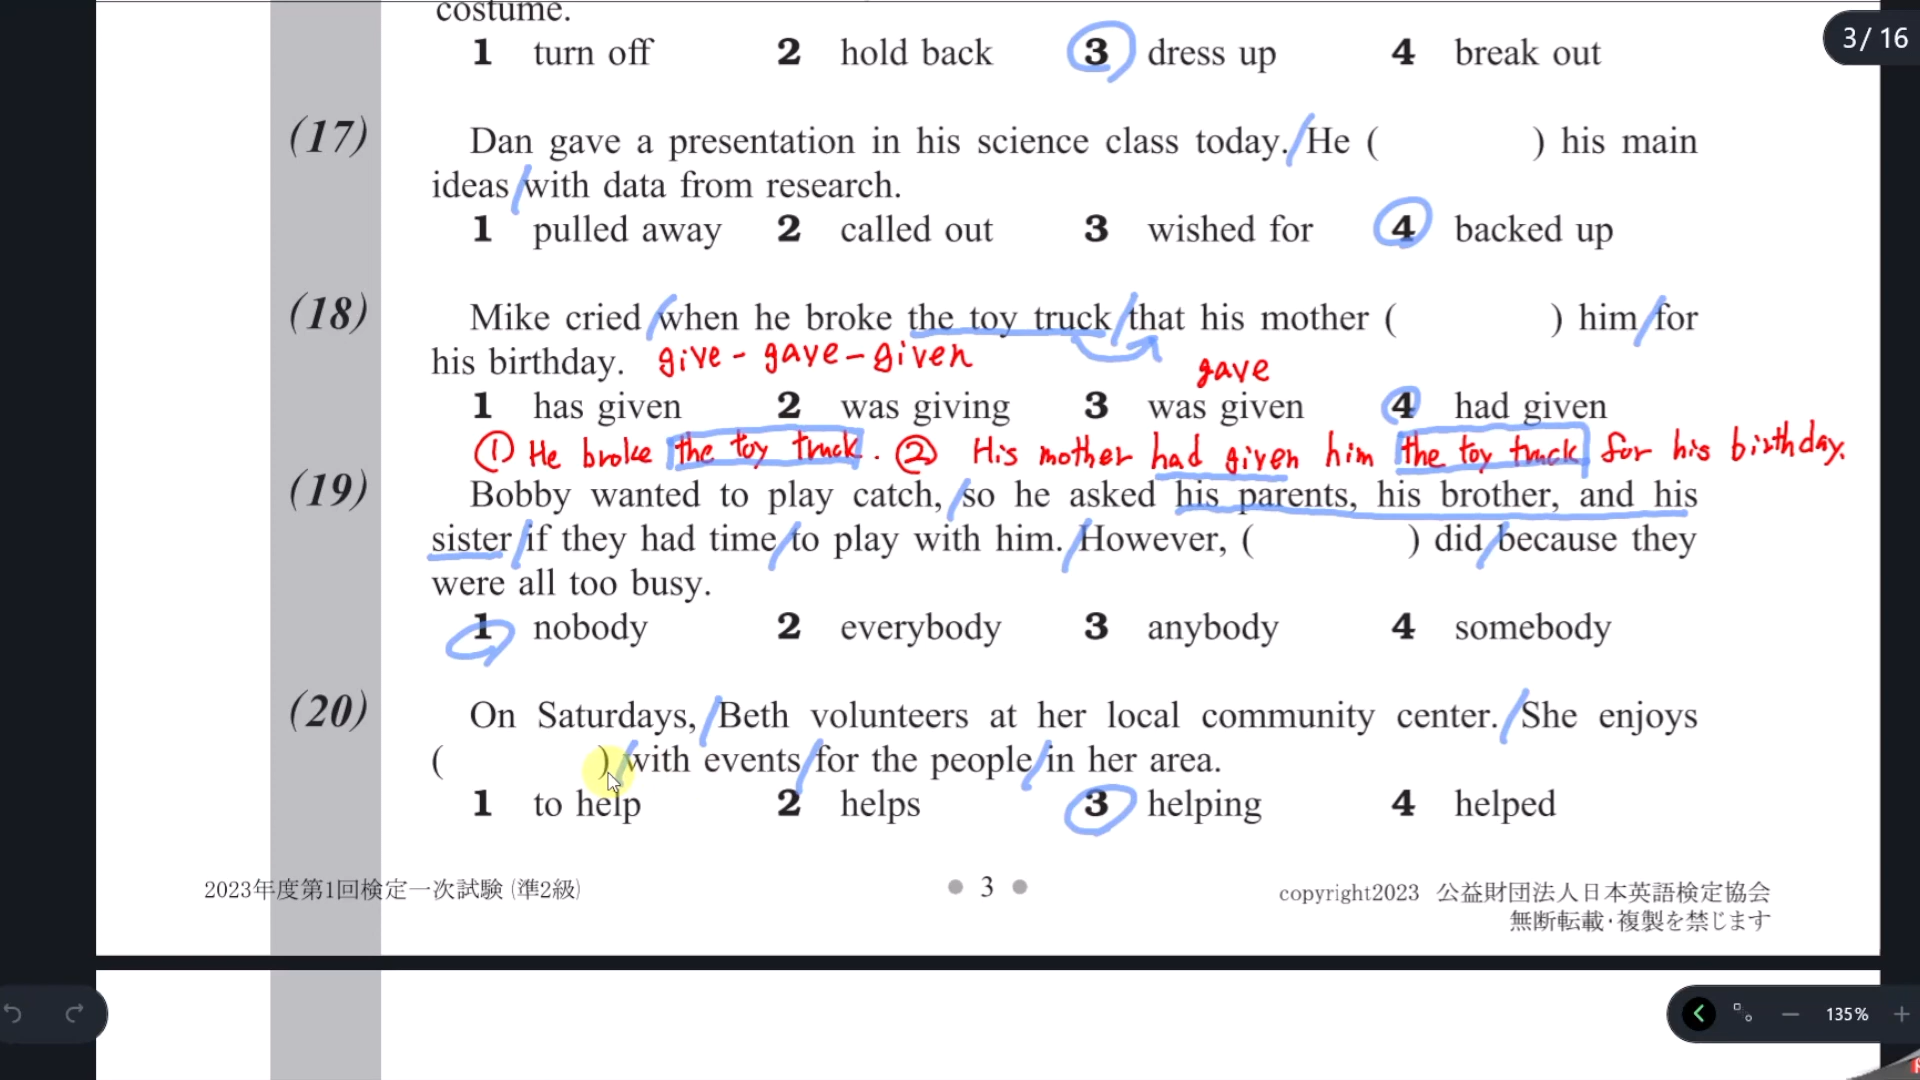 costume.
1 turn off 2 hold back 3 dress up 4 break out
3 / 16
(17) Dan gave a presentation in his science class today. He ( ) his main
ideas with data from research.
1 pulled away 2 called out 3 wished for 4 backed up
(18) Mike cried when he broke the toy truck that his mother ( ) him for
his birthday. give - gave - given
gave
1 has given 2 was giving 3 was given 4 had given
① He broke the toy truck. ② His mother had given him the toy truck for his birthday.
(19) Bobby wanted to play catch, so he asked his parents, his brother, and his
sister if they had time to play with him. However, ( ) did because they
were all too busy.
1 nobody 2 everybody 3 anybody 4 somebody
(20) On Saturdays, Beth volunteers at her local community center. She enjoys
( ) with events for the people in her area.
1 to help 2 helps 3 helping 4 helped
2023年度第1回検定一次試験(準2級)
● 3 ●
copyright2023 公益財団法人日本英語検定協会
無断転載・複製を禁じます
135%